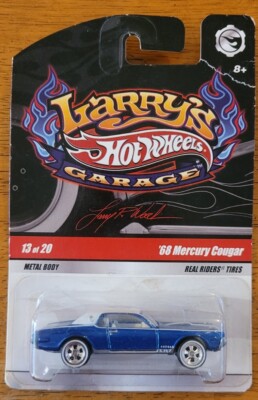 8+
Larry's
Hot Wheels
GARAGE
13 of 20
'68 Mercury Cougar
METAL BODY
REAL RIDERS® TIRES